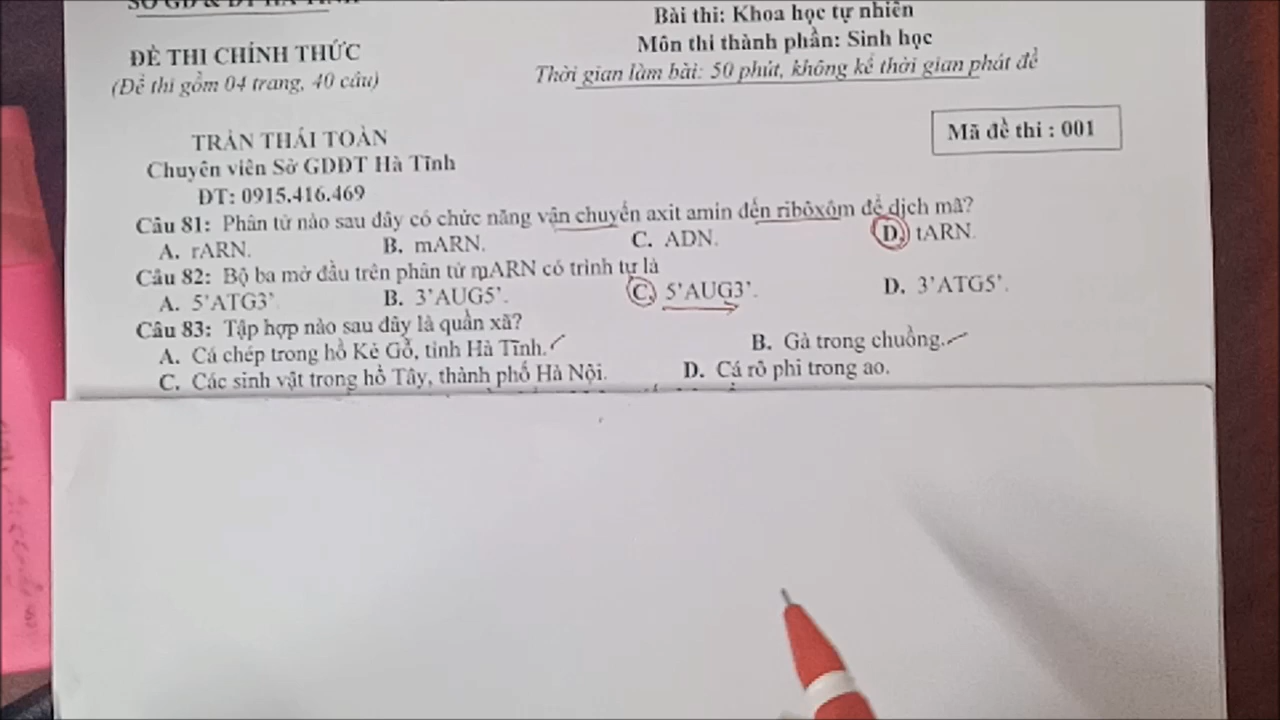 ĐỀ THI CHÍNH THỨC
(Đề thi gồm 04 trang, 40 câu)
Bài thi: Khoa học tự nhiên
Môn thi thành phần: Sinh học
Thời gian làm bài: 50 phút, không kể thời gian phát đề
TRẦN THÁI TOÀN
Chuyên viên Sở GDĐT Hà Tĩnh
ĐT: 0915.416.469
Mã đề thi : 001
Câu 81: Phân tử nào sau đây có chức năng vận chuyển axit amin đến ribôxôm để dịch mã?
A. rARN. B. mARN. C. ADN. D. tARN.
Câu 82: Bộ ba mở đầu trên phân tử mARN có trình tự là
A. 5’ATG3’. B. 3’AUG5’. C. 5’AUG3’. D. 3’ATG5’.
Câu 83: Tập hợp nào sau đây là quần xã?
A. Cá chép trong hồ Kẻ Gỗ, tỉnh Hà Tĩnh. B. Gà trong chuồng.
C. Các sinh vật trong hồ Tây, thành phố Hà Nội. D. Cá rô phi trong ao.